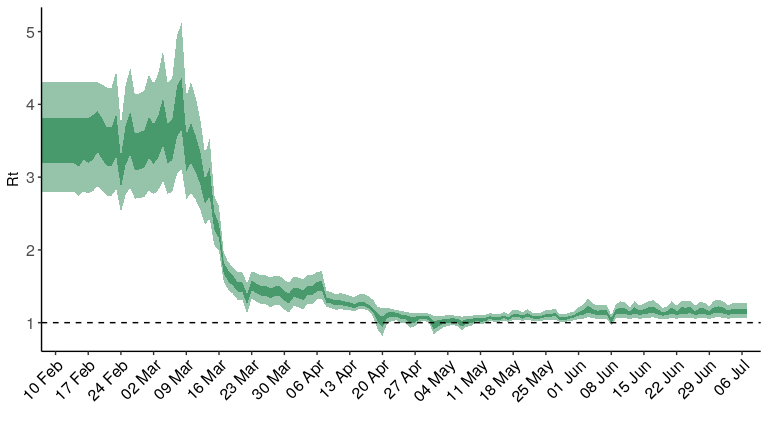 5
4
3
2
1
Rt
10 Feb
17 Feb
24 Feb
02 Mar
09 Mar
16 Mar
23 Mar
30 Mar
06 Apr
13 Apr
20 Apr
27 Apr
04 May
11 May
18 May
25 May
01 Jun
08 Jun
15 Jun
22 Jun
29 Jun
06 Jul